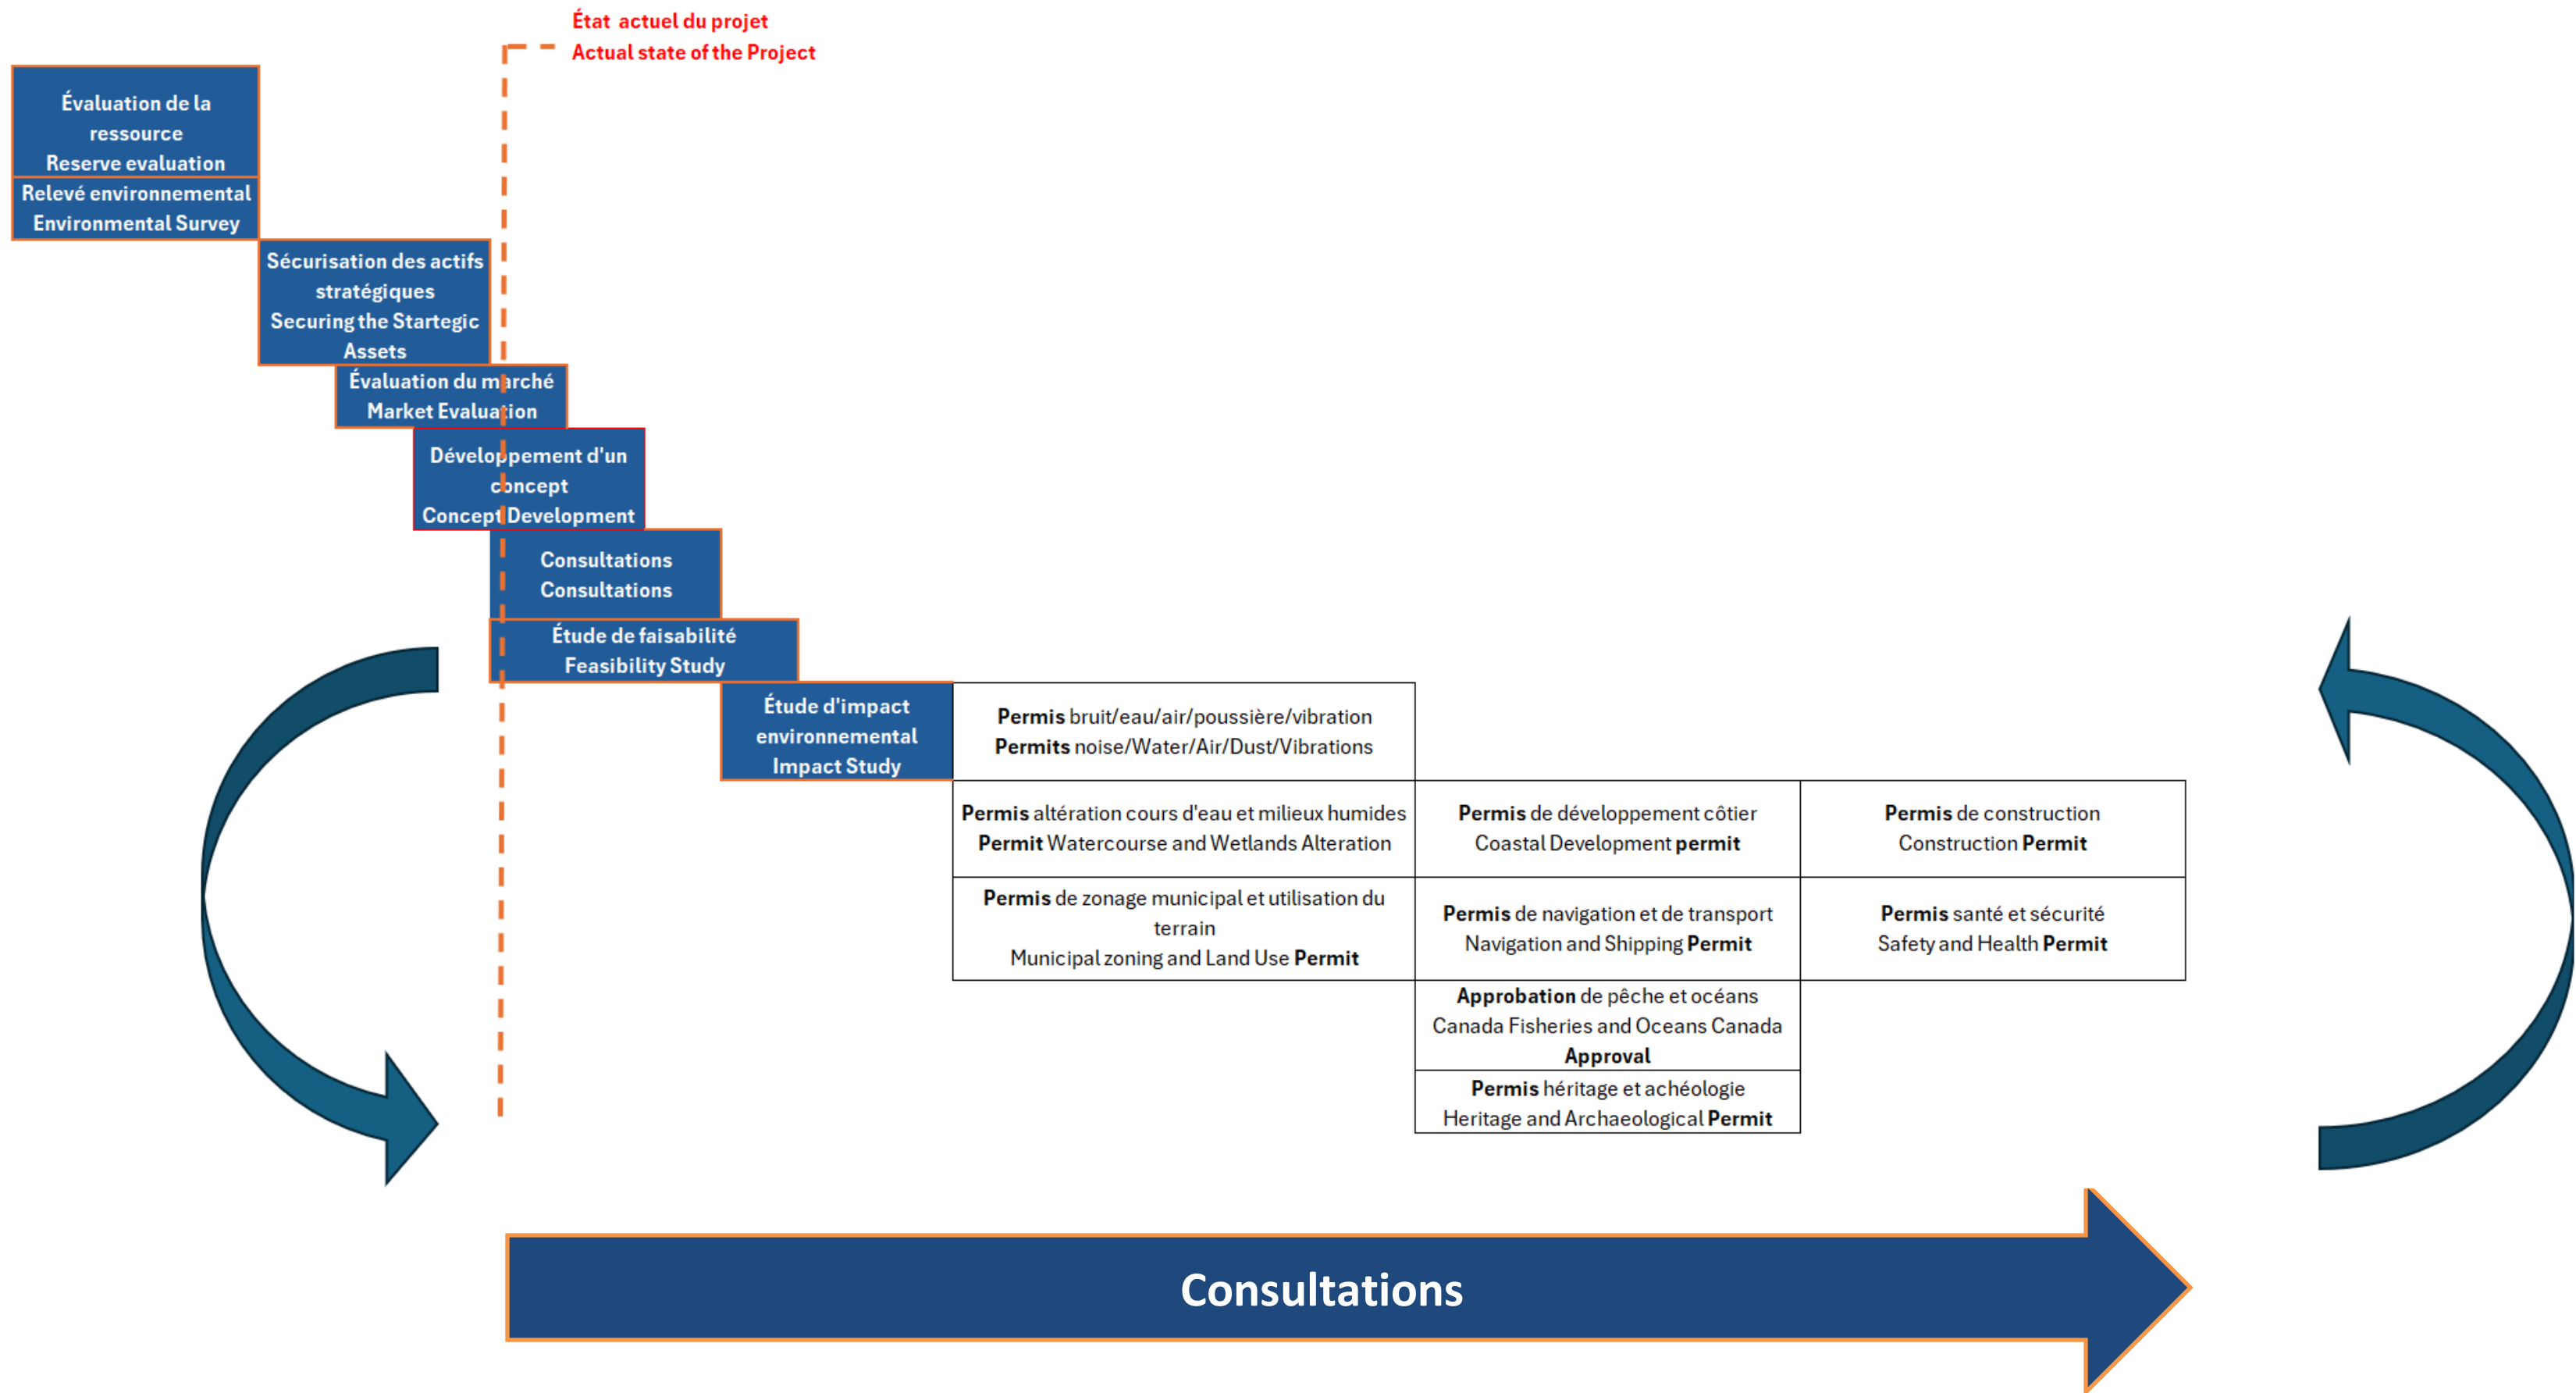 État actuel du projet
Actual state of the Project
Évaluation de la
ressource
Reserve evaluation
Relevé environnemental
Environmental Survey
Sécurisation des actifs
stratégiques
Securing the Startegic
Assets
Évaluation du marché
Market Evaluation
Développement d'un
concept
Concept Development
Consultations
Consultations
Étude de faisabilité
Feasibility Study
Étude d'impact
environnemental
Impact Study
Permis bruit/eau/air/poussière/vibration
Permits noise/Water/Air/Dust/Vibrations
Permis altération cours d'eau et milieux humides
Permit Watercourse and Wetlands Alteration
Permis de développement côtier
Coastal Development permit
Permis de construction
Construction Permit
Permis de zonage municipal et utilisation du
terrain
Municipal zoning and Land Use Permit
Permis de navigation et de transport
Navigation and Shipping Permit
Permis santé et sécurité
Safety and Health Permit
Approbation de pêche et océans
Canada Fisheries and Oceans Canada
Approval
Permis héritage et achéologie
Heritage and Archaeological Permit
Consultations